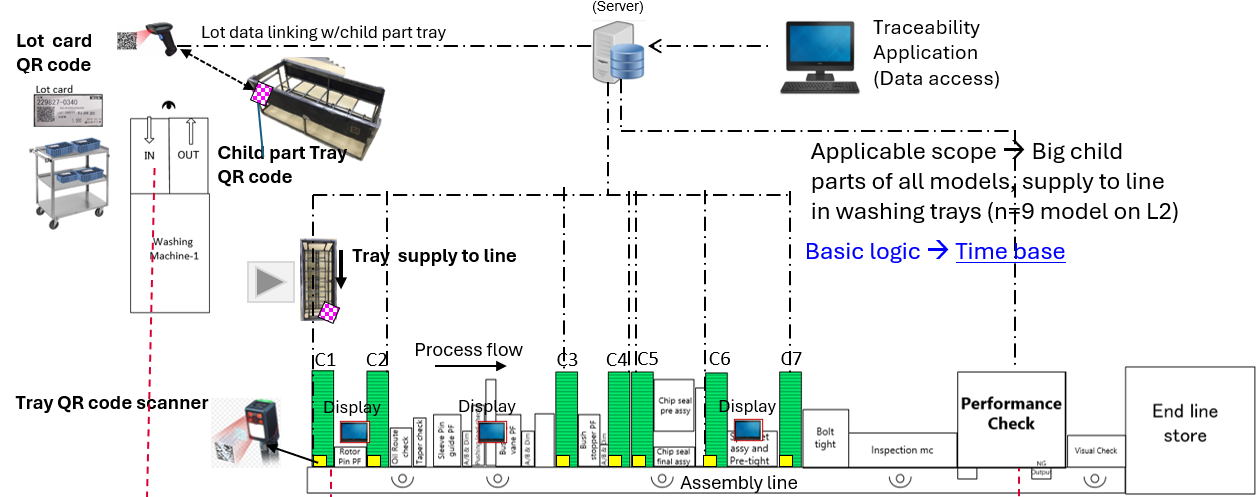 (Server)
Lot card
QR code
Lot data linking w/child part tray
Traceability
Application
(Data access)
Lot card
229827-0340
IN
OUT
Child part Tray
QR code
Applicable scope → Big child
parts of all models, supply to line
in washing trays (n=9 model on L2)
Basic logic → Time base
Washing
Machine-1
Tray supply to line
Process flow
C1
C2
C3
C4
C5
C6
C7
Tray QR code scanner
Display
Display
Display
Rotor
Pin PF
Oil Route
check
Taper check
Sleeve Pin
guide PF
A/B & Dim
vane PF
A/B & Dim
Bush
stopper PF
A/B & Dim
Chip seal
pre assy
Chip seal
final assy
assy and
Pre-tight
Bolt
tight
Inspection mc
Performance
Check
NG
Output
Visual Check
End line
store
Assembly line